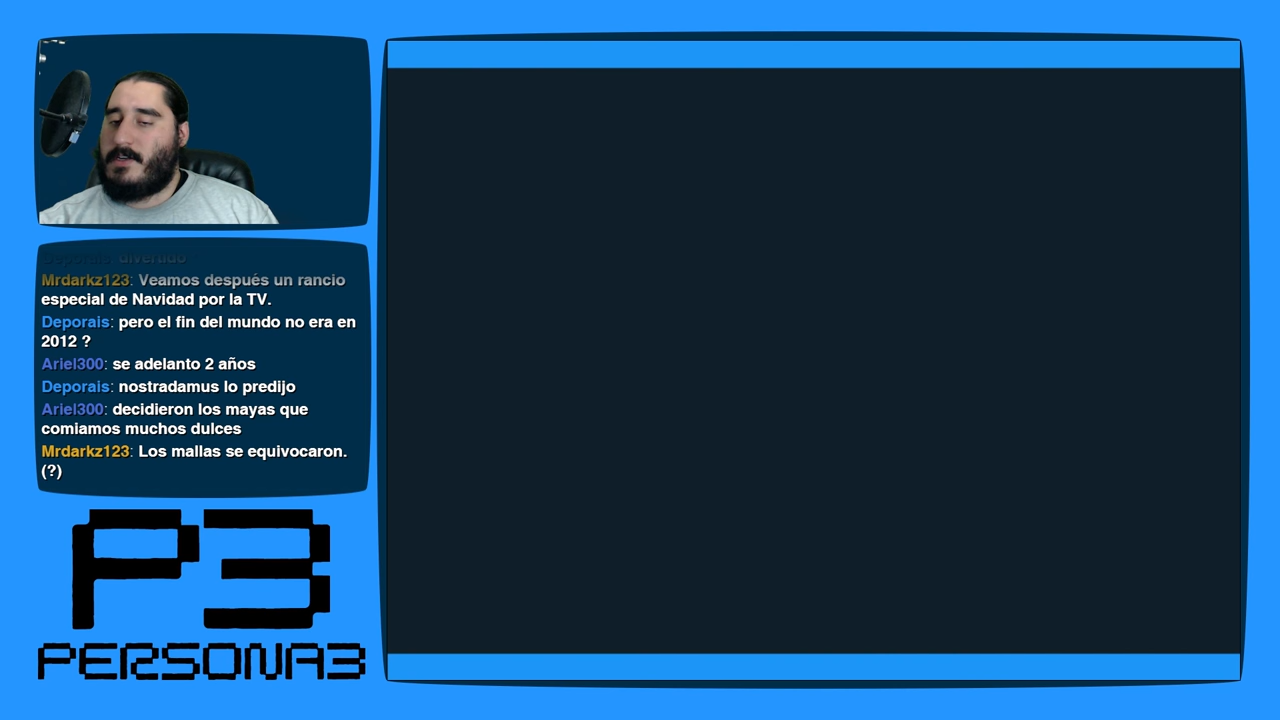 Deporais: divertido
Mrdarkz123: Veamos después un rancio
especial de Navidad por la TV.
Deporais: pero el fin del mundo no era en
2012 ?
Ariel300: se adelanto 2 años
Deporais: nostradamus lo predijo
Ariel300: decidieron los mayas que
comiamos muchos dulces
Mrdarkz123: Los mallas se equivocaron.
(?)
P3
PERSONA3